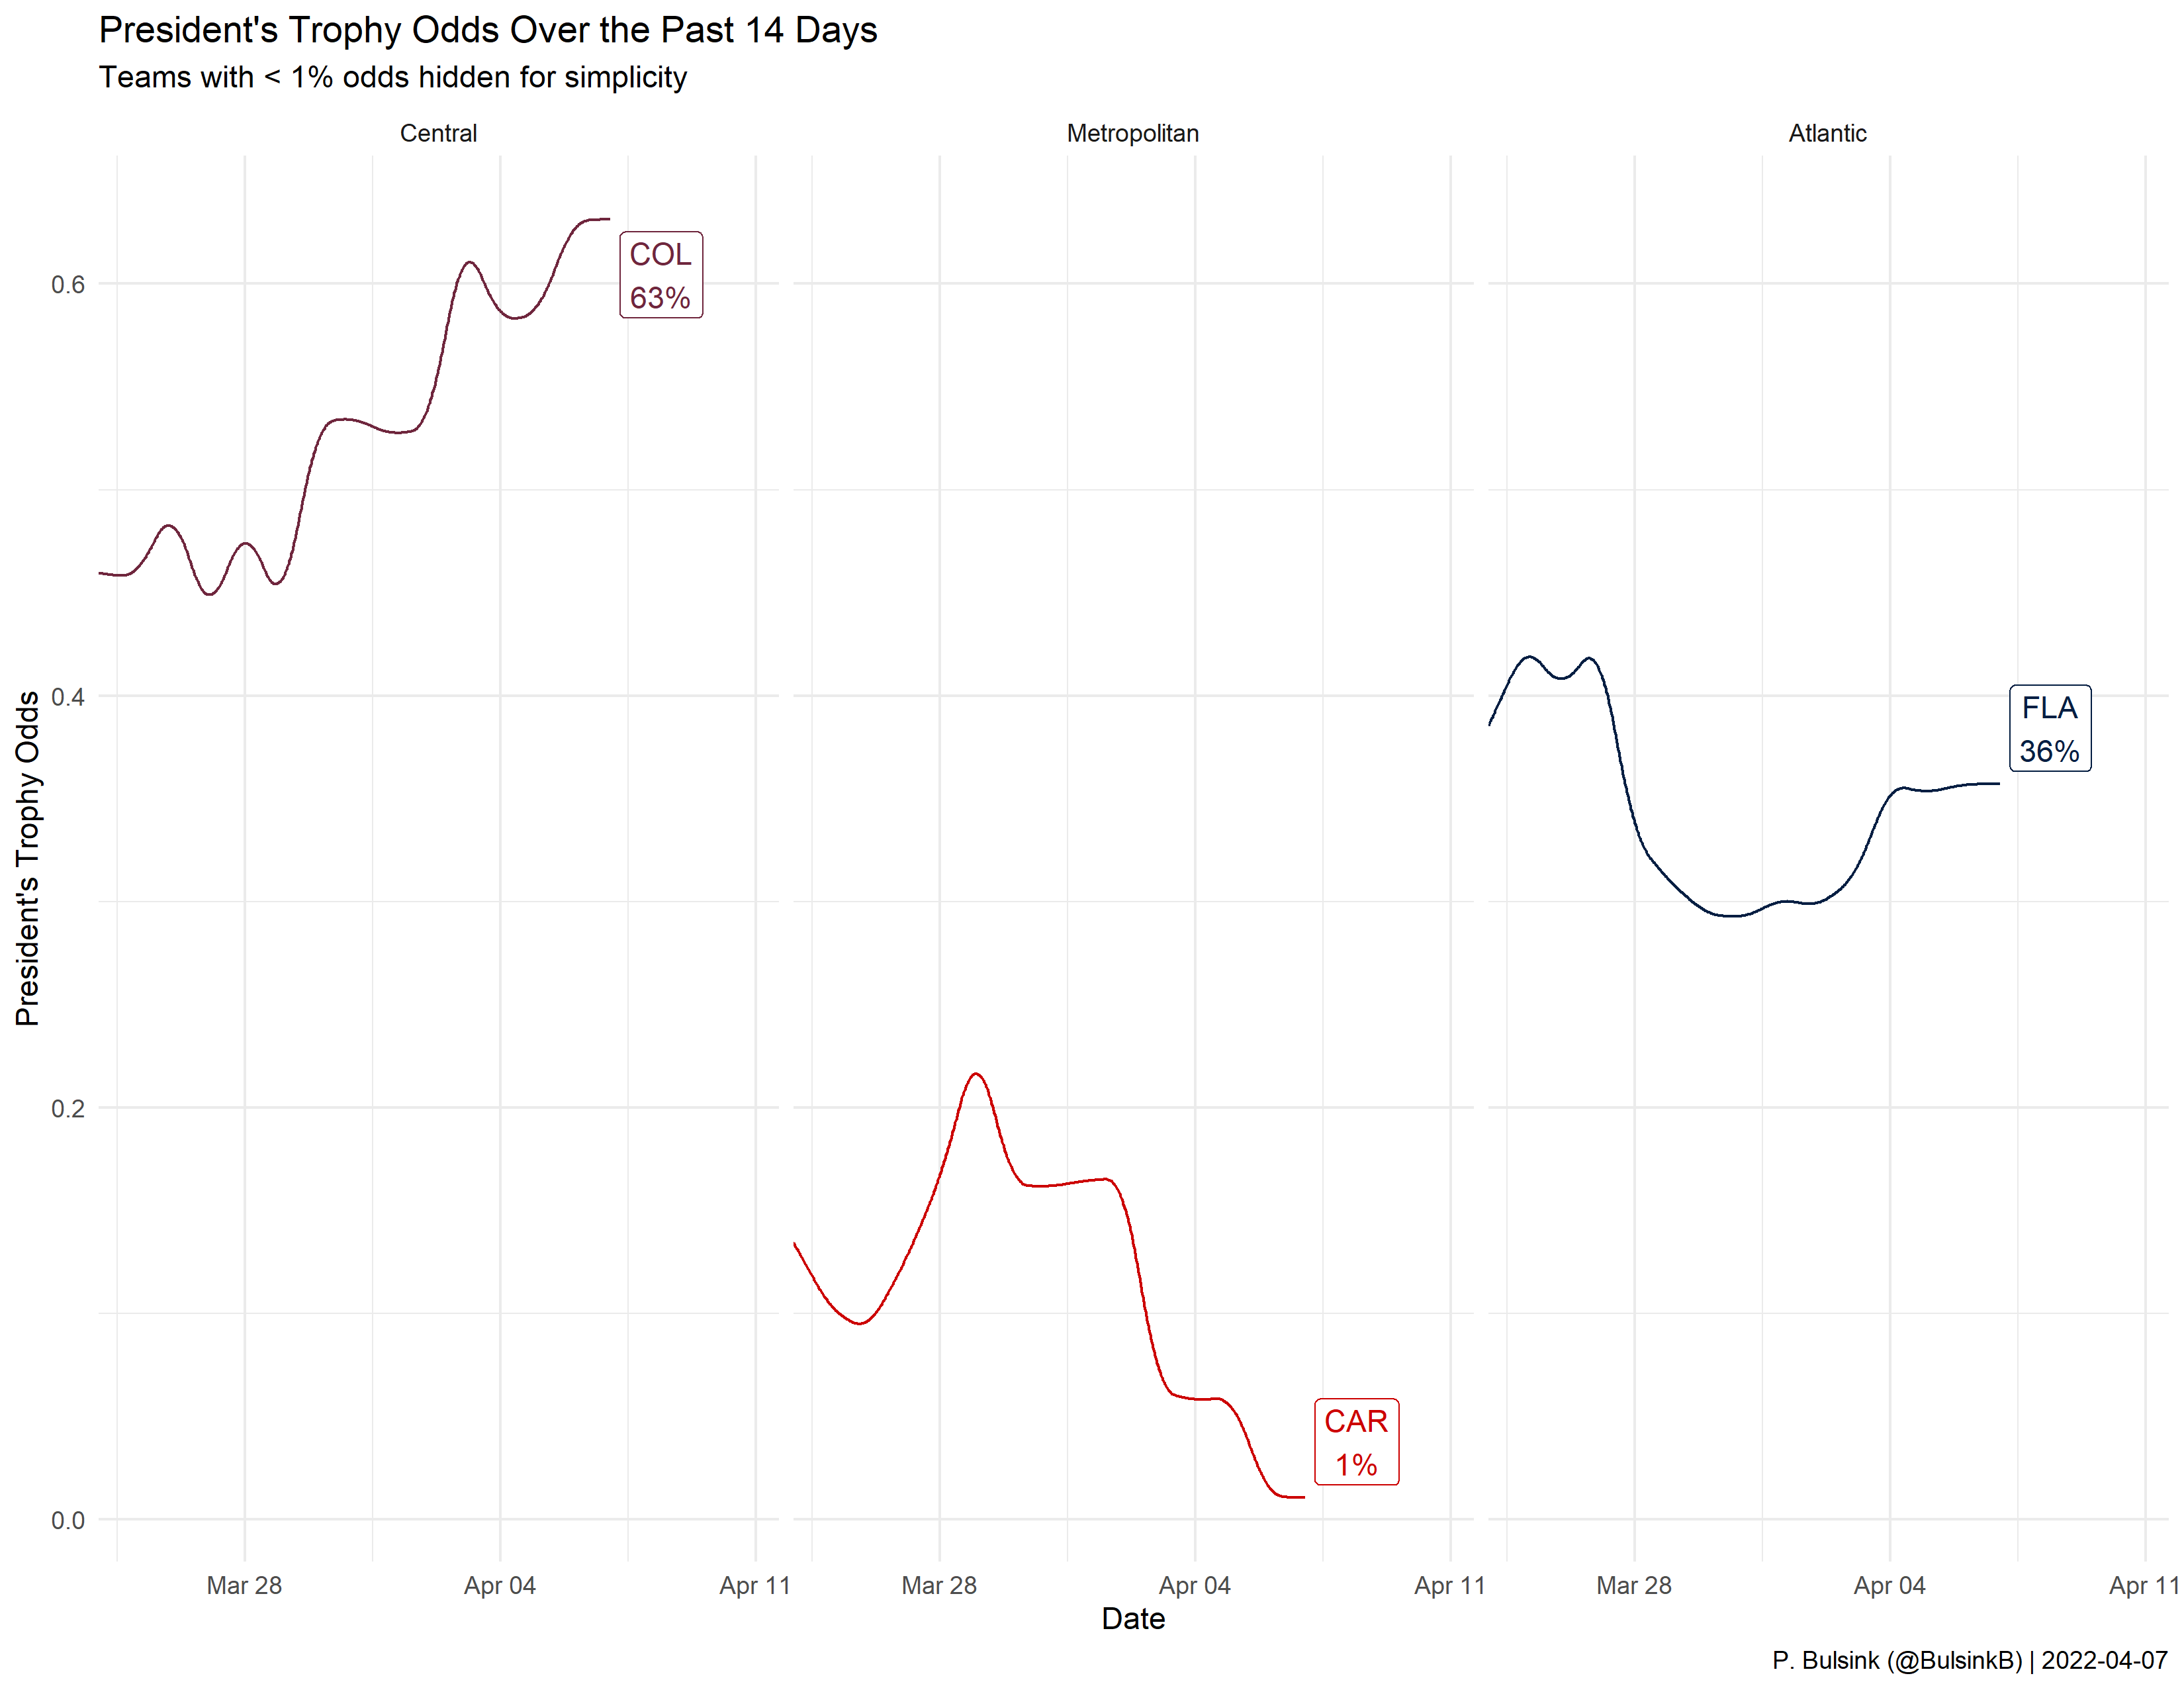 President's Trophy Odds Over the Past 14 Days
Teams with < 1% odds hidden for simplicity
Central
Metropolitan
Atlantic
COL
63%
CAR
1%
FLA
36%
President's Trophy Odds
0.6
0.4
0.2
0.0
Mar 28
Apr 04
Apr 11
Mar 28
Apr 04
Apr 11
Mar 28
Apr 04
Apr 11
Date
P. Bulsink (@BulsinkB) | 2022-04-07